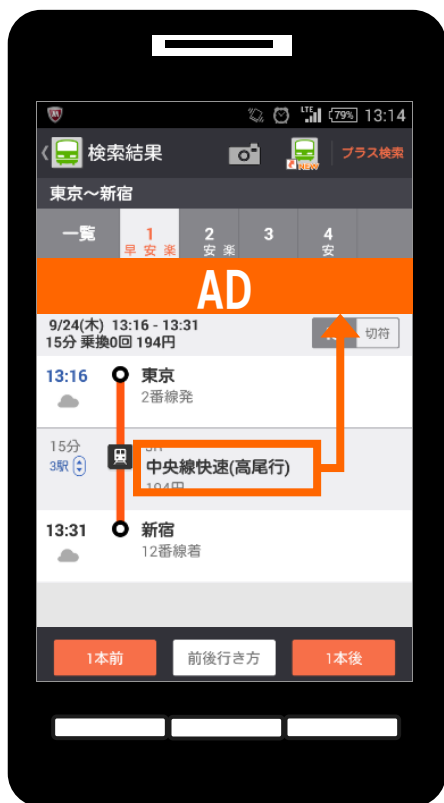 LTE 79% 13:14
検索結果
NEW
プラス検索
東京～新宿
一覧 1 2 3 4
早 安 楽 安 楽 安
AD
9/24(木) 13:16 - 13:31
15分 乗換0回 194円
切符
13:16 東京
2番線発
15分
3駅
中央線快速(高尾行)
194円
13:31 新宿
12番線着
1本前 前後行き方 1本後